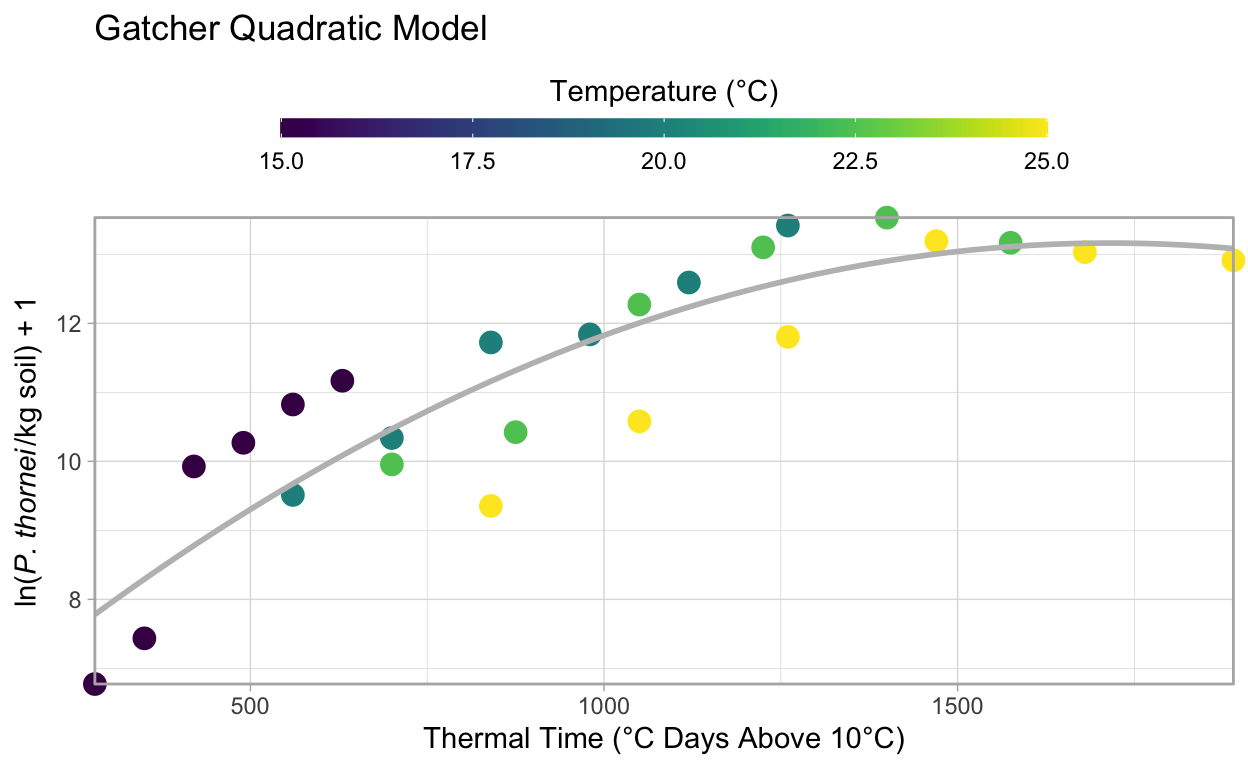 Gatcher Quadratic Model
Temperature (°C)
15.0 17.5 20.0 22.5 25.0
ln(P. thornei/kg soil) + 1
12
10
8
500 1000 1500
Thermal Time (°C Days Above 10°C)